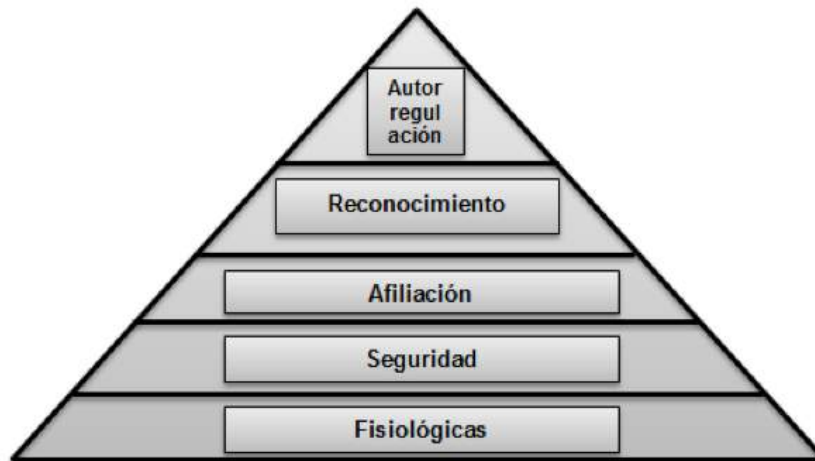 Autor
regul
ación
Reconocimiento
Afiliación
Seguridad
Fisiológicas